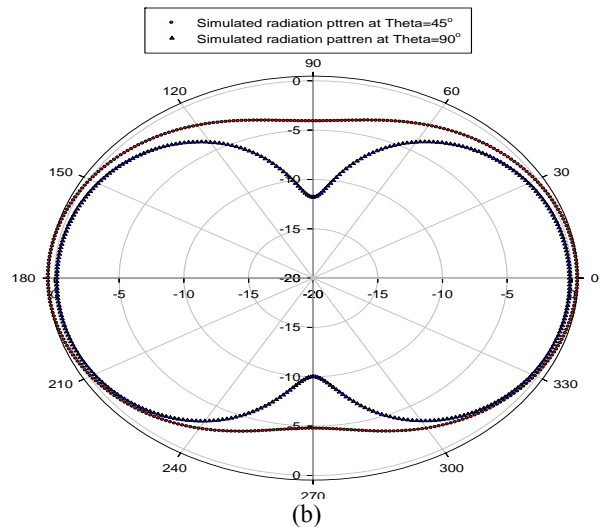 Simulated radiation pttren at Theta=45°
Simulated radiation pattren at Theta=90°
90
120 0 60
-5
150 -10 30
-15
180 0 -5 -10 -15 -20 -15 -10 -5 0
-20
-15
210 -10 330
-5
240 300
0
270
(b)